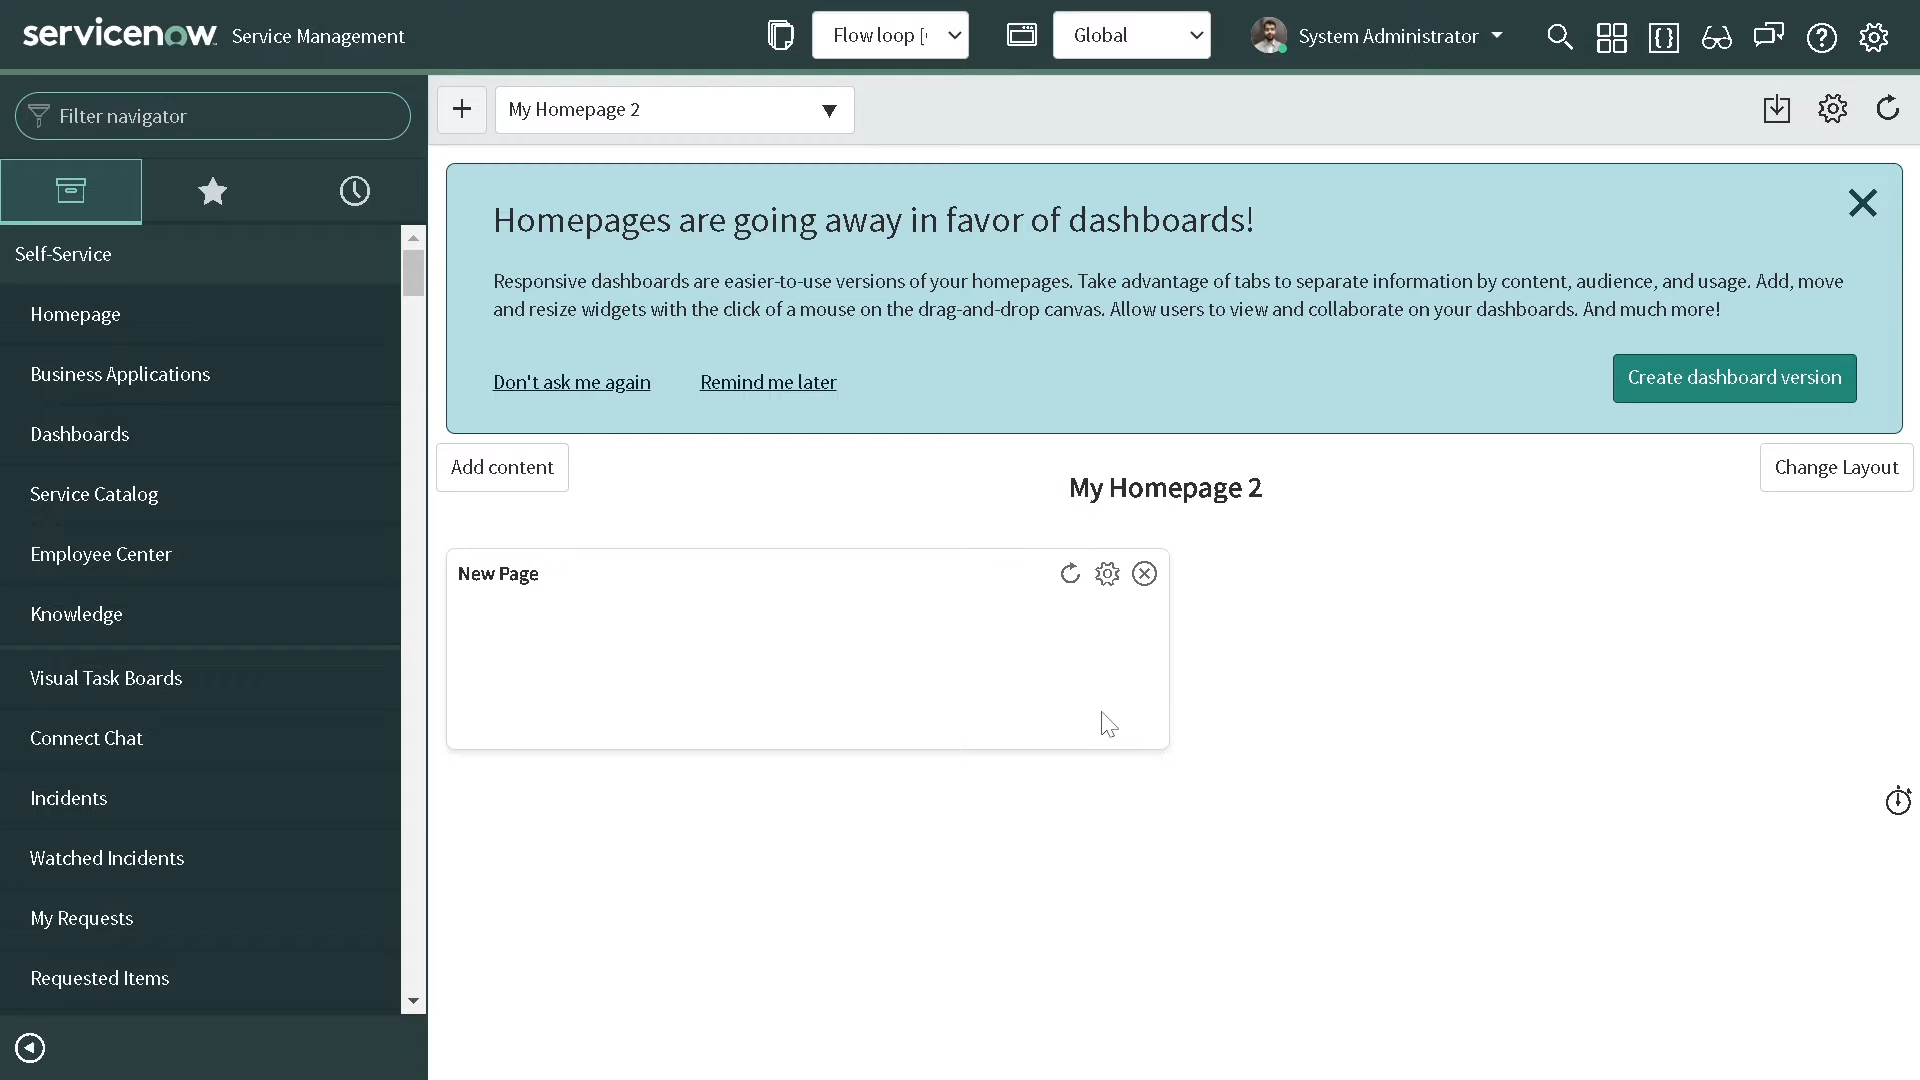 servicenow Service Management
Flow loop [
Global
System Administrator
Filter navigator
My Homepage 2
Self-Service
Homepage
Business Applications
Dashboards
Service Catalog
Employee Center
Knowledge
Visual Task Boards
Connect Chat
Incidents
Watched Incidents
My Requests
Requested Items
Homepages are going away in favor of dashboards!
Responsive dashboards are easier-to-use versions of your homepages. Take advantage of tabs to separate information by content, audience, and usage. Add, move
and resize widgets with the click of a mouse on the drag-and-drop canvas. Allow users to view and collaborate on your dashboards. And much more!
Don't ask me again
Remind me later
Create dashboard version
Add content
My Homepage 2
Change Layout
New Page